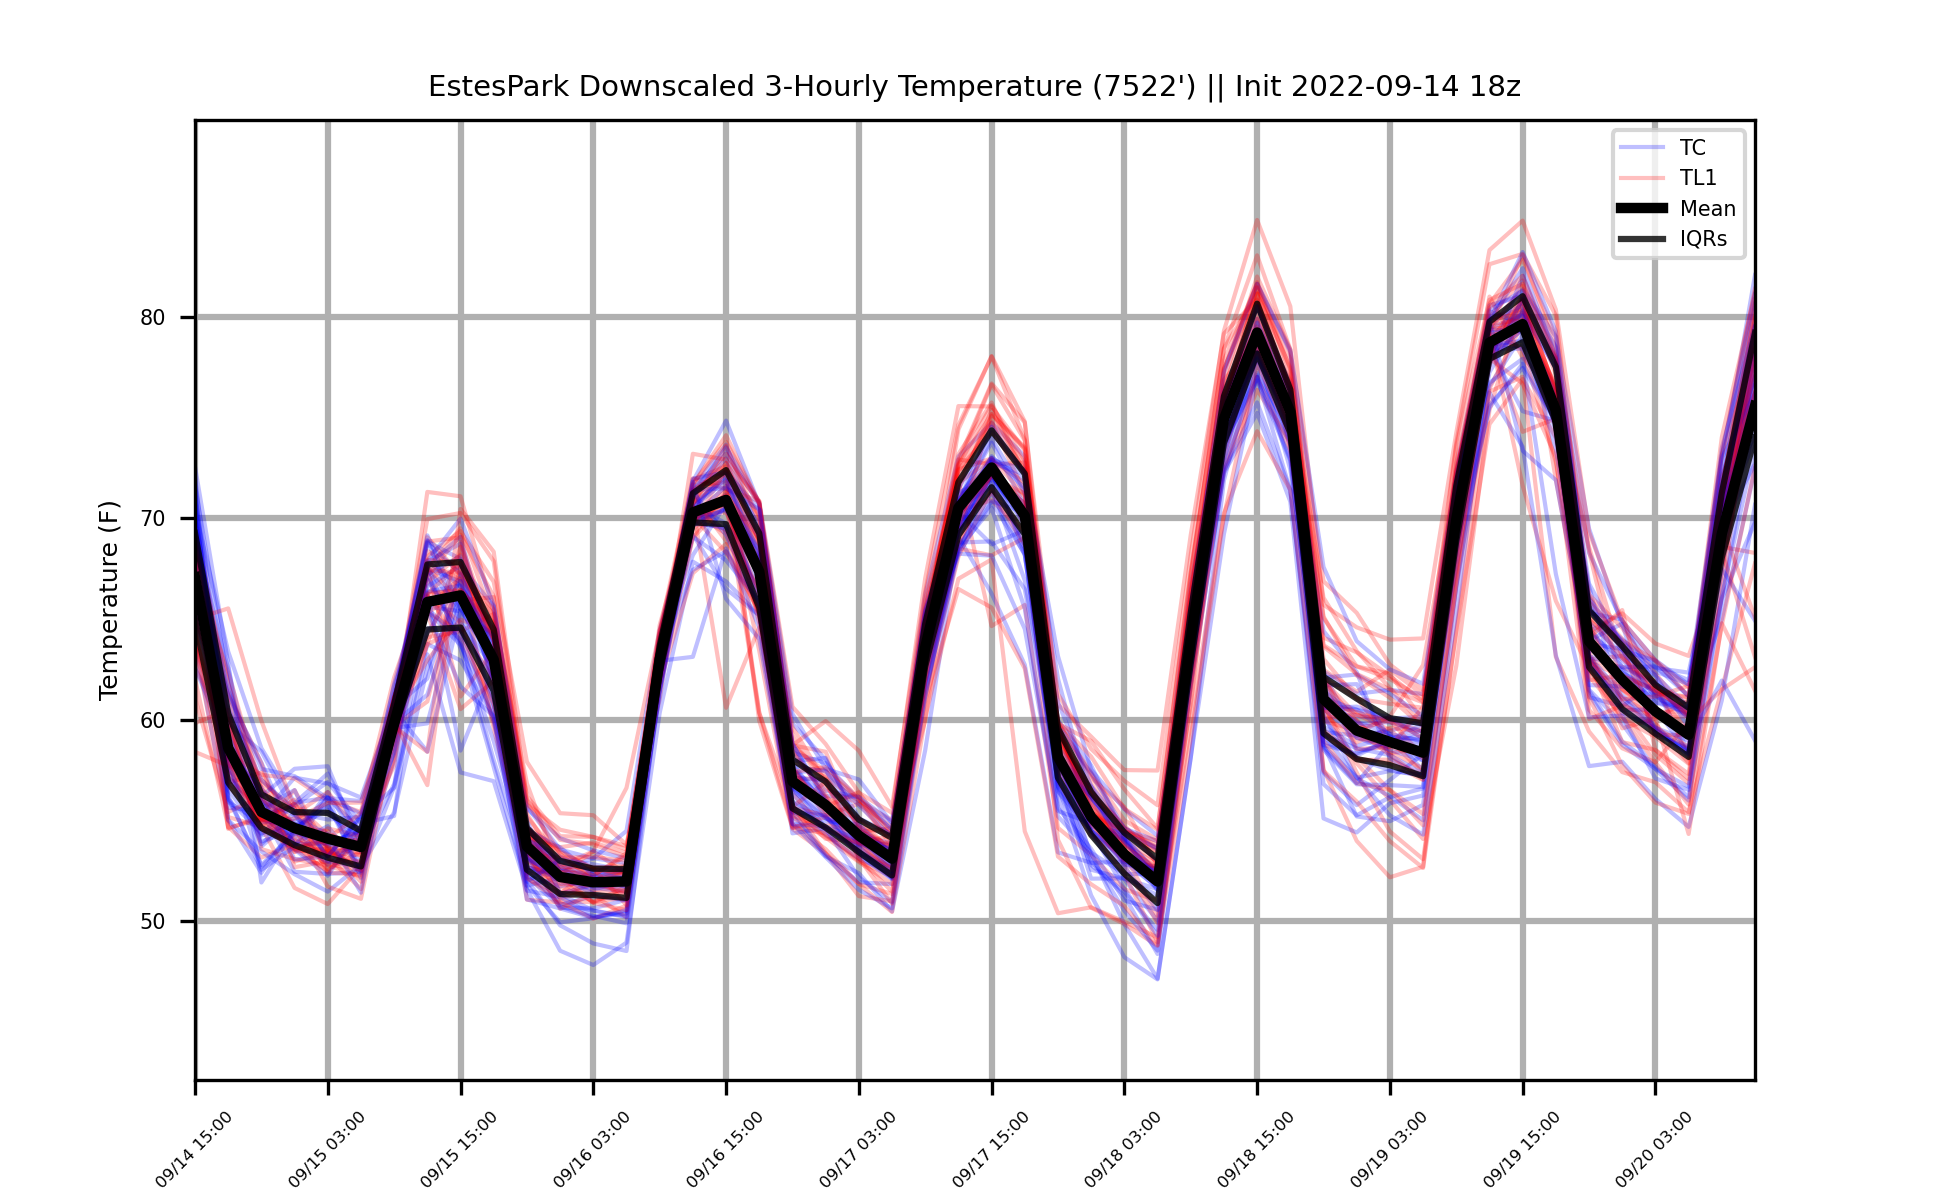 EstesPark Downscaled 3-Hourly Temperature (7522') || Init 2022-09-14 18z
TC
TL1
Mean
IQRs
Temperature (F)
80
70
60
50
09/14 15:00
09/15 03:00
09/15 15:00
09/16 03:00
09/16 15:00
09/17 03:00
09/17 15:00
09/18 03:00
09/18 15:00
09/19 03:00
09/19 15:00
09/20 03:00